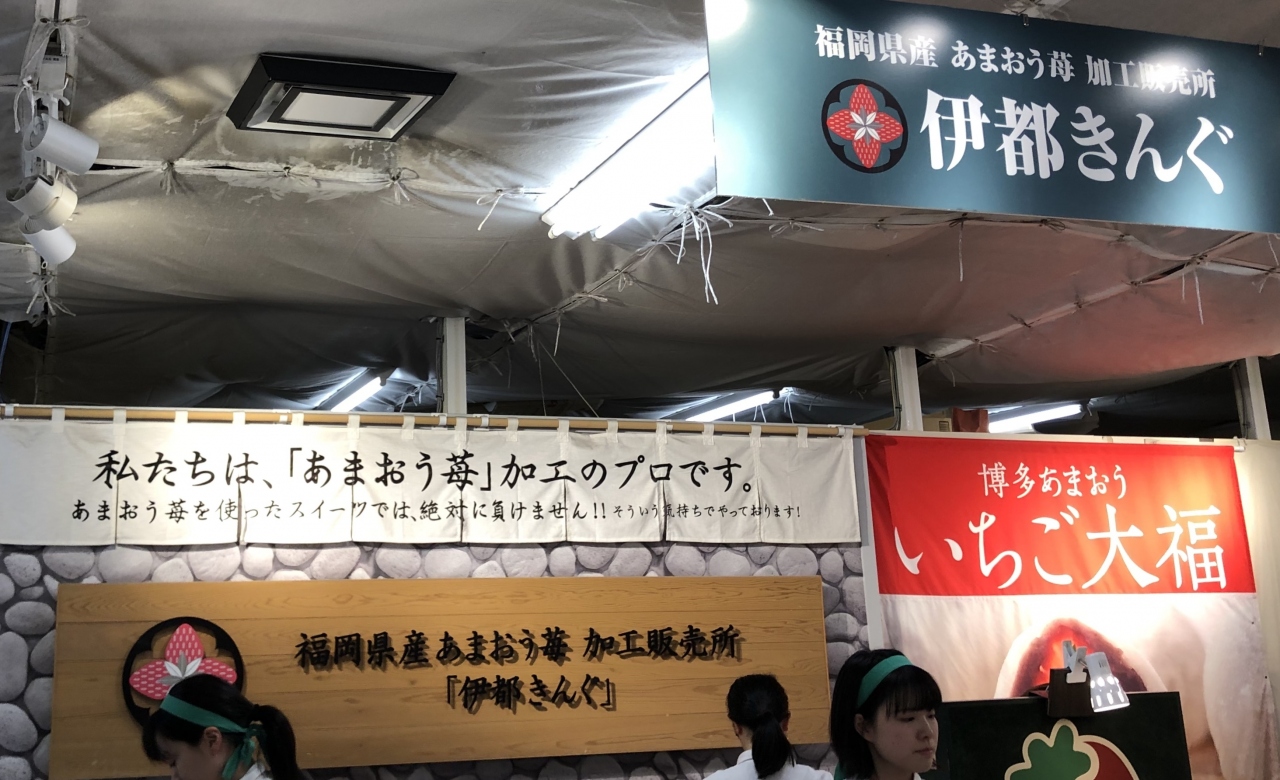 福岡県産 あまおう苺 加工販売所
伊都きんぐ
私たちは、「あまおう苺」加工のプロです。
あまおう苺を使ったスイーツでは、絶対に負けません!! そういう気持ちでやっております!
博多あまおう
いちご大福
福岡県産あまおう苺 加工販売所
「伊都きんぐ」